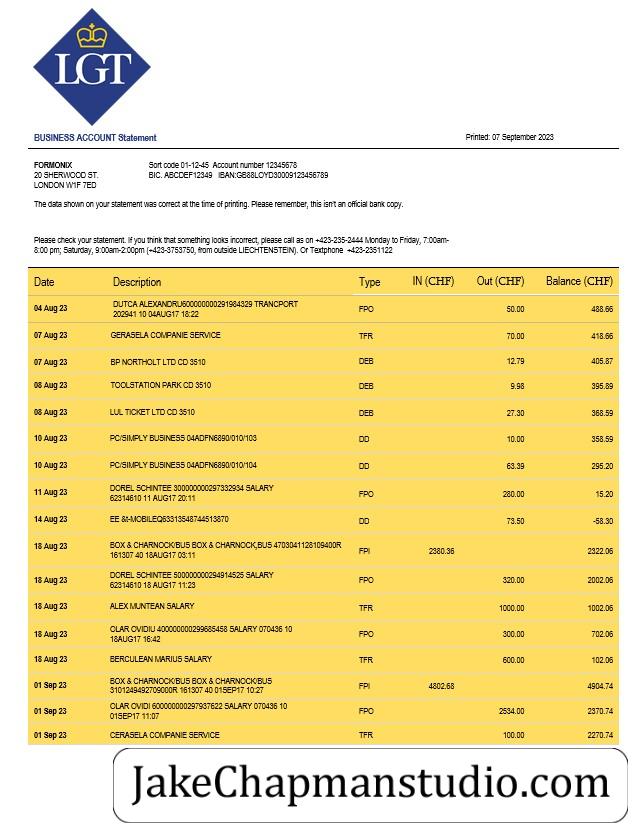 LGT
BUSINESS ACCOUNT Statement Printed: 07 September 2023
FORMONIX Sort code 01-12-45 Account number 12345678
20 SHERWOOD ST. BIC. ABCDEF12349 IBAN:GB88LOYD30009123456789
LONDON W1F 7ED
The data shown on your statement was correct at the time of printing. Please remember, this isn't an official bank copy.
Please check your statement. If you think that something looks incorrect, please call as on +423-235-2444 Monday to Friday, 7:00am-
8:00 pm; Saturday, 9:00am-2:00pm (+423-3753750, from outside LIECHTENSTEIN). Or Textphone +423-2351122
Date Description Type IN (CHF) Out (CHF) Balance (CHF)
04 Aug 23 DUTCA ALEXANDRU600000000291984329 TRANCPORT
202941 10 04AUG17 18:22 FPO 50.00 488.66
07 Aug 23 GERASELA COMPANIE SERVICE TFR 70.00 418.66
07 Aug 23 BP NORTHOLT LTD CD 3510 DEB 12.79 405.87
08 Aug 23 TOOLSTATION PARK CD 3510 DEB 9.98 395.89
08 Aug 23 LUL TICKET LTD CD 3510 DEB 27.30 368.59
10 Aug 23 PC/SIMPLY BUSINESS 04ADFN6890/010/103 DD 10.00 358.59
10 Aug 23 PC/SIMPLY BUSINESS 04ADFN6890/010/104 DD 63.39 295.20
11 Aug 23 DOREL SCHINTEE 300000000297332934 SALARY
62314610 11 AUG17 20:11 FPO 280.00 15.20
14 Aug 23 EE &t-MOBILEQ63313548744513870 DD 73.50 -58.30
18 Aug 23 BOX & CHARNOCK/BUS BOX & CHARNOCK,BUS 4703041128109400R
161307 40 18AUG17 03:11 FPI 2380.36 2322.06
18 Aug 23 DOREL SCHINTEE 500000000294914525 SALARY
62314610 18 AUG17 11:23 FPO 320.00 2002.06
18 Aug 23 ALEX MUNTEAN SALARY TFR 1000.00 1002.06
18 Aug 23 OLAR OVIDIU 400000000299685458 SALARY 070436 10
18AUG17 16:42 FPO 300.00 702.06
18 Aug 23 BERCULEAN MARIUS SALARY TFR 600.00 102.06
01 Sep 23 BOX & CHARNOCK/BUS BOX & CHARNOCK/BUS
3101249492709000R 161307 40 01SEP17 10:27 FPI 4802.68 4904.74
01 Sep 23 OLAR OVIDI 600000000297937622 SALARY 070436 10
01SEP17 11:07 FPO 2534.00 2370.74
01 Sep 23 CERASELA COMPANIE SERVICE TFR 100.00 2270.74
JakeChapmanstudio.com